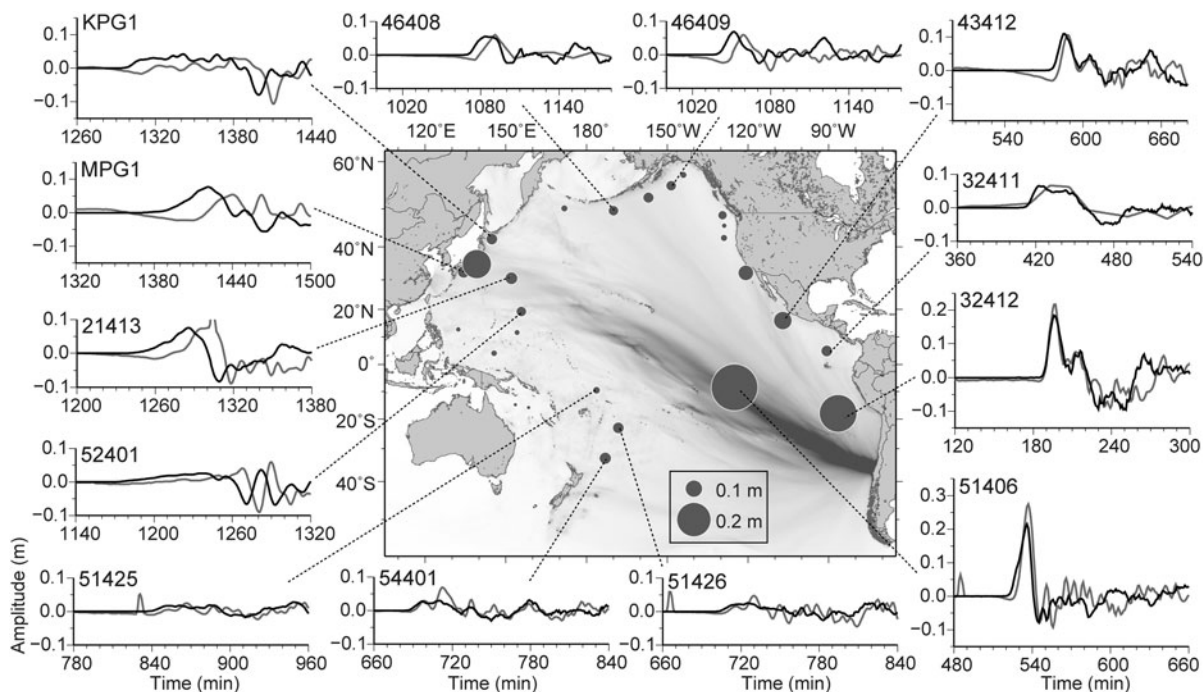 KPG1
0.1
0.0
−0.1
1260 1320 1380 1440
46408
0.1
0.0
−0.1
1020 1080 1140
46409
0.1
0.0
−0.1
1020 1080 1140
43412
0.1
0.0
−0.1
540 600 660
120°E 150°E 180° 150°W 120°W 90°W
60°N
40°N
20°N
0°
20°S
40°S
MPG1
0.1
0.0
−0.1
1380 1440 1500
32411
0.1
0.0
−0.1
360 420 480 540
21413
0.1
0.0
−0.1
1200 1260 1320 1380
32412
0.2
0.1
0.0
−0.1
120 180 240 300
52401
0.1
0.0
−0.1
1140 1200 1260 1320
0.1 m
0.2 m
51406
0.3
0.2
0.1
0.0
−0.1
480 540 600 660
Time (min)
Amplitude (m)
51425
0.1
0.0
−0.1
780 840 900 960
Time (min)
54401
0.1
0.0
−0.1
660 720 780 840
Time (min)
51426
0.1
0.0
−0.1
660 720 780 840
Time (min)